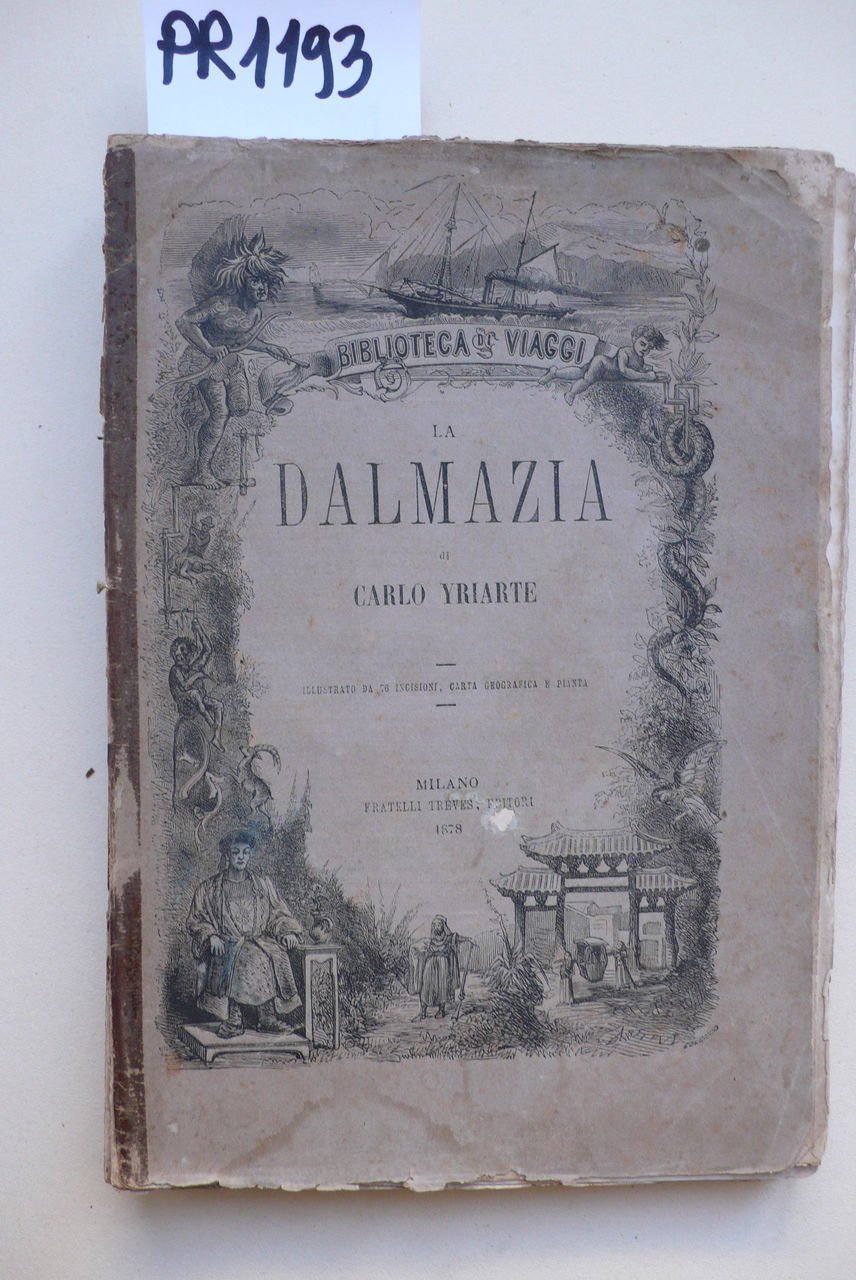 PR1193
BIBLIOTECA DI VIAGGI
LA
DALMAZIA
di
CARLO YRIARTE
ILLUSTRATO DA 76 INCISIONI, CARTA GEOGRAFICA E PIANTA
MILANO
FRATELLI TREVES, EDITORI
1878